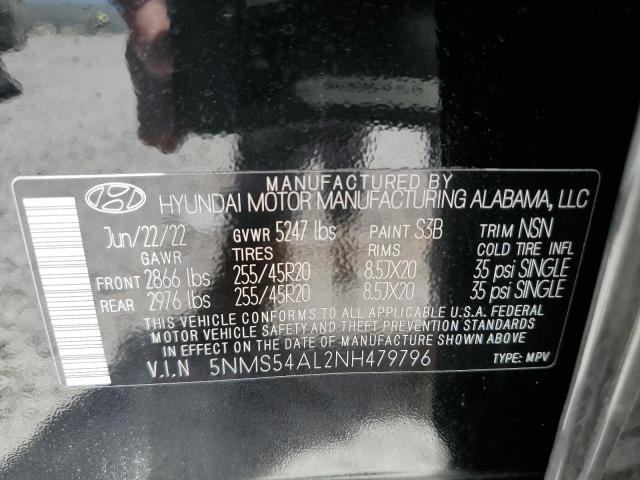 MANUFACTURED BY
HYUNDAI MOTOR MANUFACTURING ALABAMA, LLC
Jun/22/22 GVWR 5247 lbs PAINT S3B TRIM NSN
GAWR TIRES RIMS COLD TIRE INFL
FRONT 2866 lbs 255/45R20 8.5JX20 35 psi SINGLE
REAR 2976 lbs 255/45R20 8.5JX20 35 psi SINGLE
THIS VEHICLE CONFORMS TO ALL APPLICABLE U.S.A. FEDERAL
MOTOR VEHICLE SAFETY AND THEFT PREVENTION STANDARDS
IN EFFECT ON THE DATE OF MANUFACTURE SHOWN ABOVE.
V.I.N 5NMS54AL2NH479796 TYPE: MPV